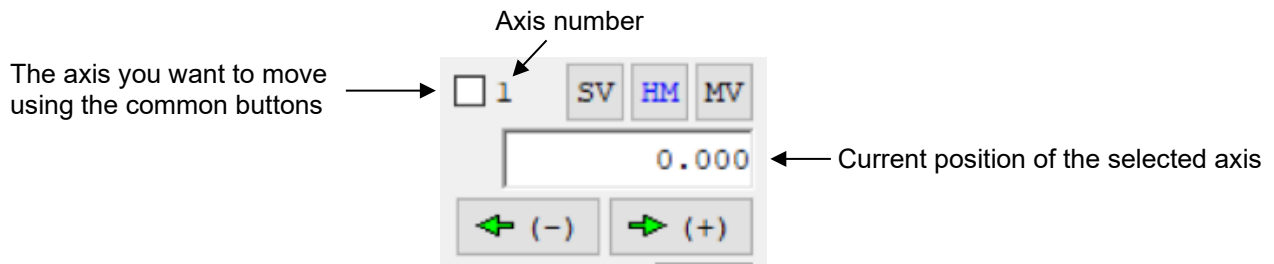 Axis number
The axis you want to move
using the common buttons
1 SV HM MV
0.000
Current position of the selected axis
(-) (+)